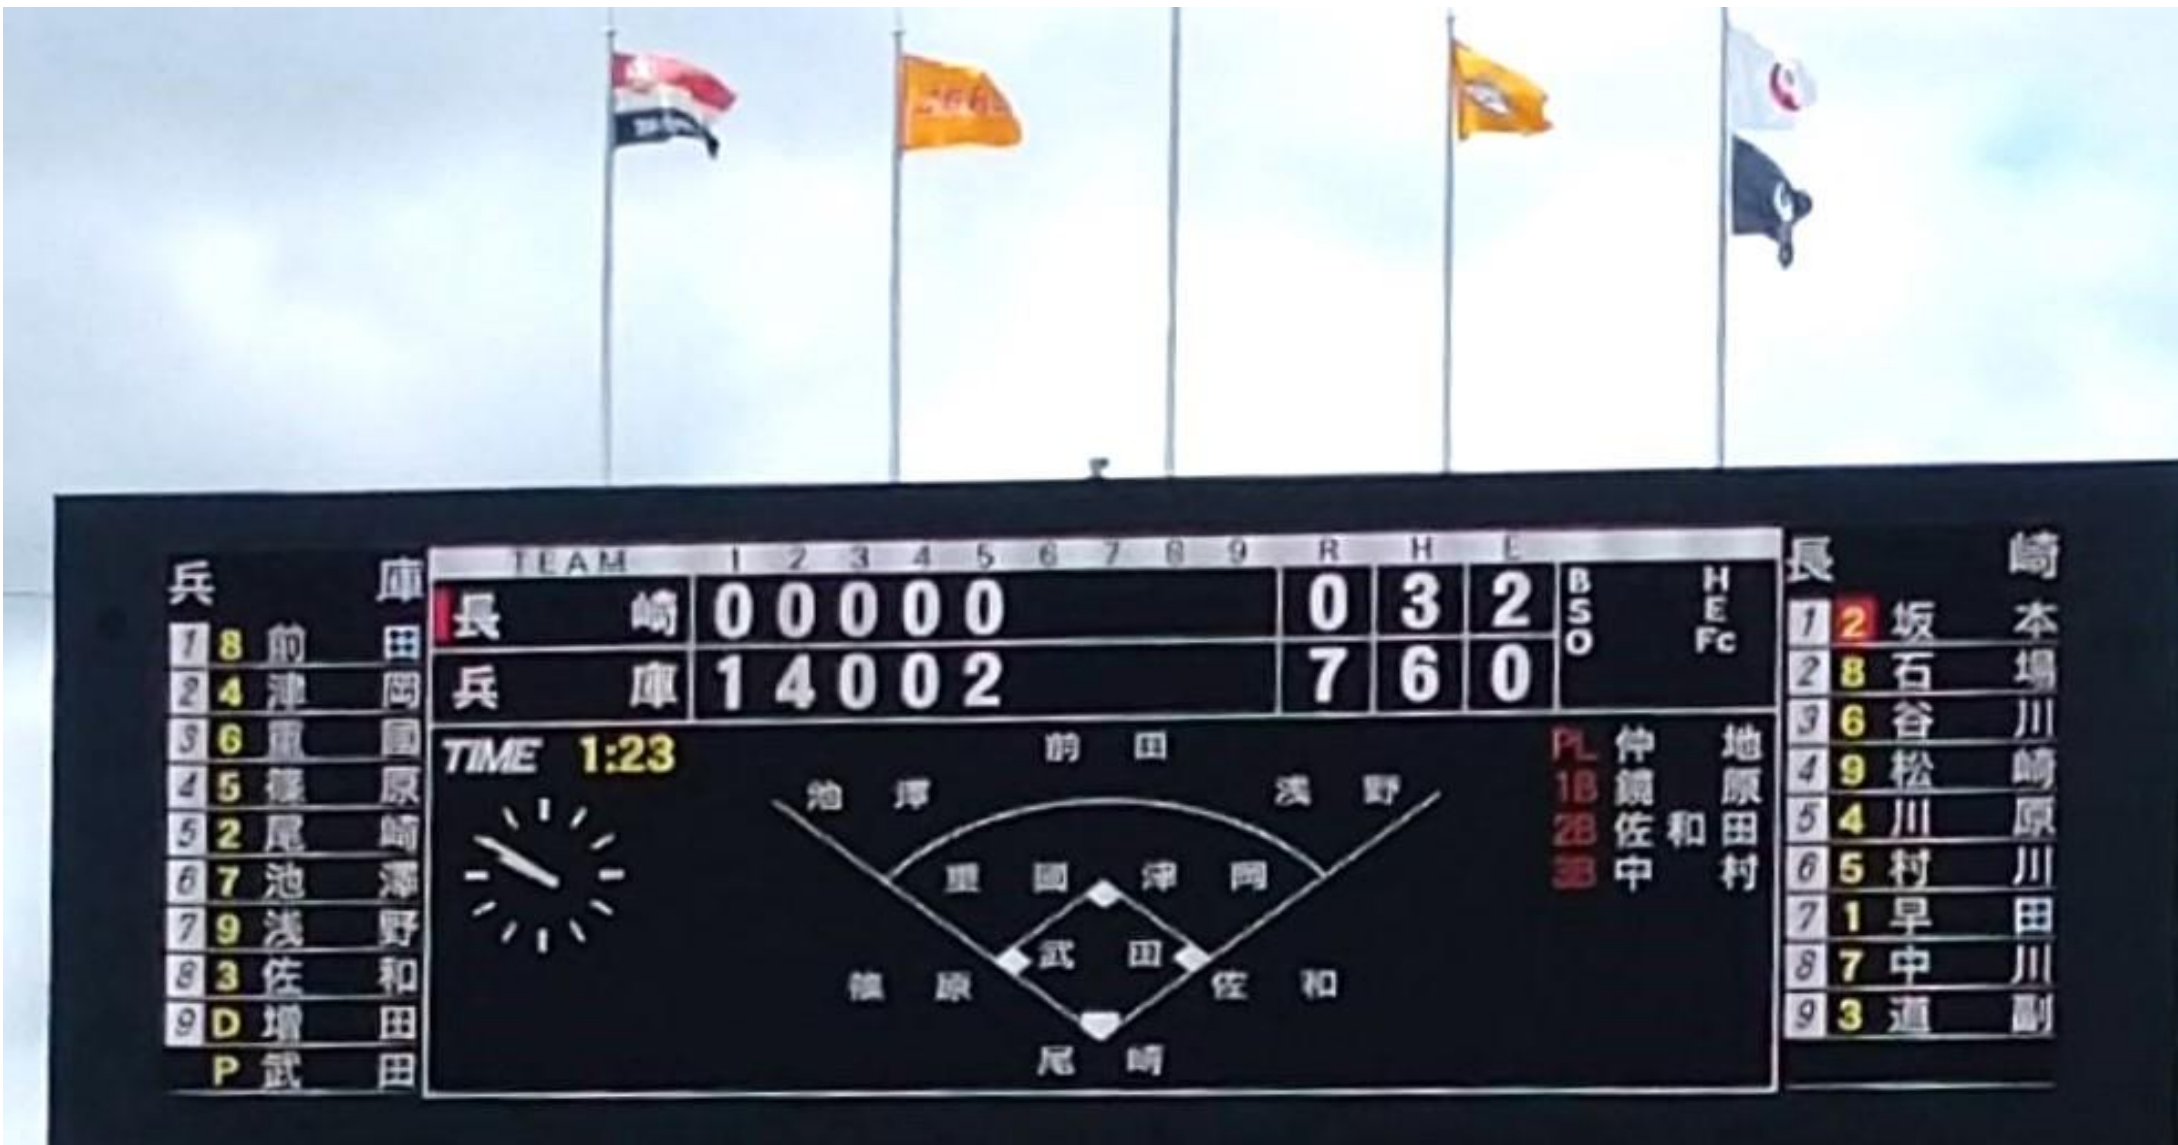 兵庫
1 8 前田
2 4 津岡
3 6 重國
4 5 篠原
5 2 尾崎
6 7 池澤
7 9 浅野
8 3 佐和
9 D 増田
P 武田
TEAM 1 2 3 4 5 6 7 8 9 R H E
長崎 0 0 0 0 0 0 3 2
兵庫 1 4 0 0 2 7 6 0
B H
S E
O Fc
TIME 1:23
前田
池澤 浅野
重國 津岡
武田
篠原 佐和
尾崎
PL 仲地
1B 鏡原
2B 佐和田
3B 中村
長崎
1 2 坂本
2 8 石場
3 6 谷川
4 9 松崎
5 4 川原
6 5 村川
7 1 早田
8 7 中川
9 3 道副